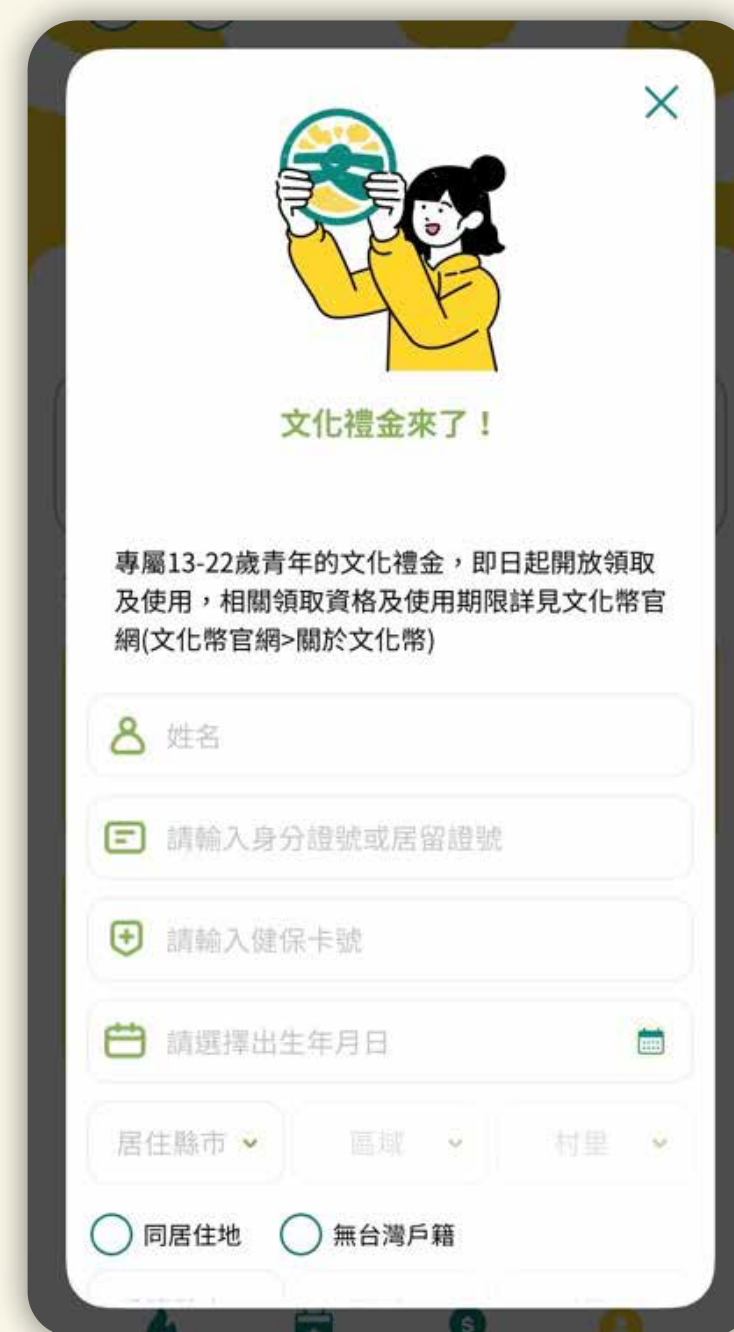 文化禮金來了！
專屬13-22歲青年的文化禮金，即日起開放領取
及使用，相關領取資格及使用期限詳見文化幣官
網(文化幣官網>關於文化幣)
姓名
請輸入身分證號或居留證號
請輸入健保卡號
請選擇出生年月日
居住縣市 區域 村里
同居住地 無台灣戶籍